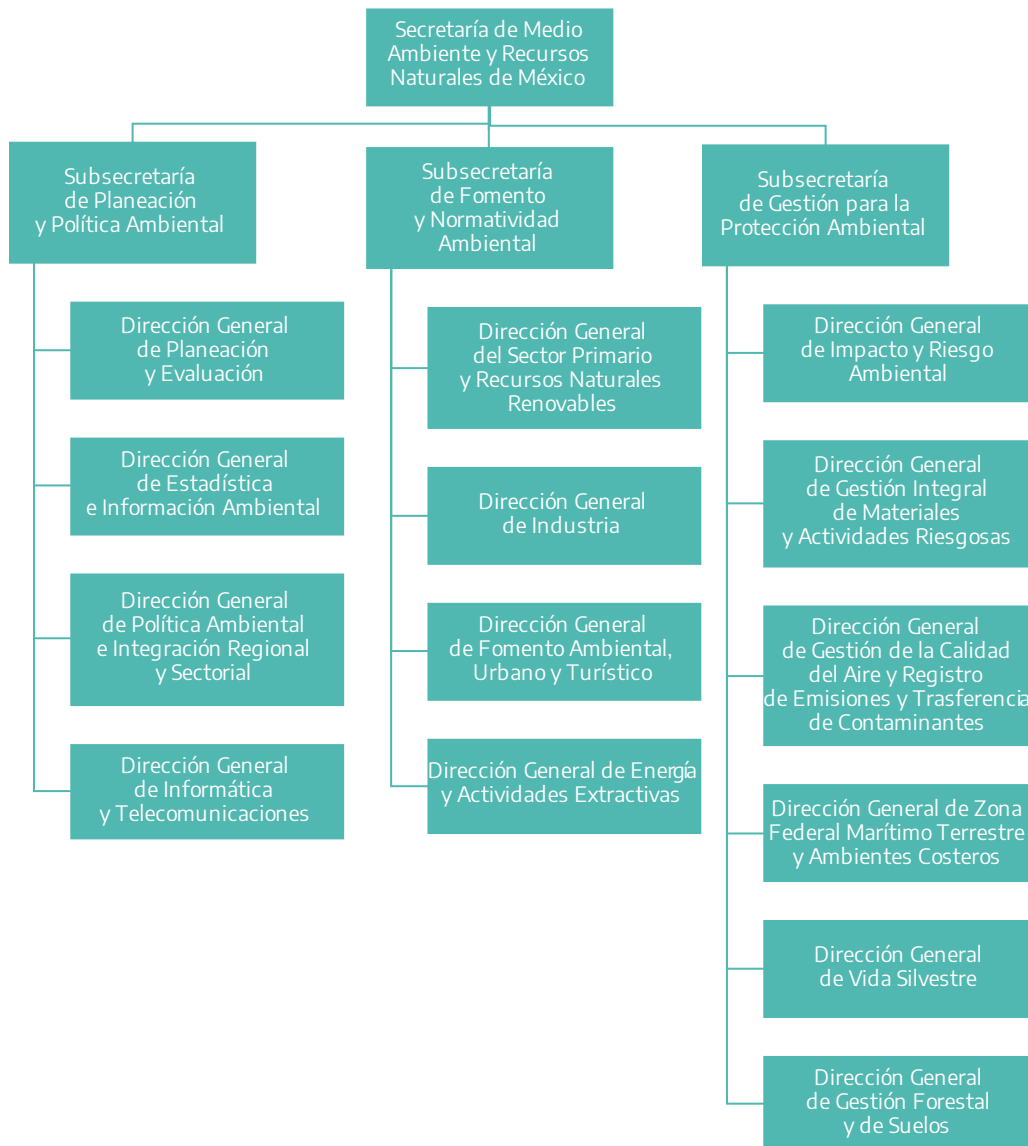 Secretaría de Medio
Ambiente y Recursos
Naturales de México
Subsecretaría
de Planeación
y Política Ambiental
Dirección General
de Planeación
y Evaluación
Dirección General
de Estadística
e Información Ambiental
Dirección General
de Política Ambiental
e Integración Regional
y Sectorial
Dirección General
de Informática
y Telecomunicaciones
Subsecretaría
de Fomento
y Normatividad
Ambiental
Dirección General
del Sector Primario
y Recursos Naturales
Renovables
Dirección General
de Industria
Dirección General
de Fomento Ambiental,
Urbano y Turístico
Dirección General de Energía
y Actividades Extractivas
Subsecretaría
de Gestión para la
Protección Ambiental
Dirección General
de Impacto y Riesgo
Ambiental
Dirección General
de Gestión Integral
de Materiales
y Actividades Riesgosas
Dirección General
de Gestión de la Calidad
del Aire y Registro
de Emisiones y Trasferencia
de Contaminantes
Dirección General de Zona
Federal Marítimo Terrestre
y Ambientes Costeros
Dirección General
de Vida Silvestre
Dirección General
de Gestión Forestal
y de Suelos